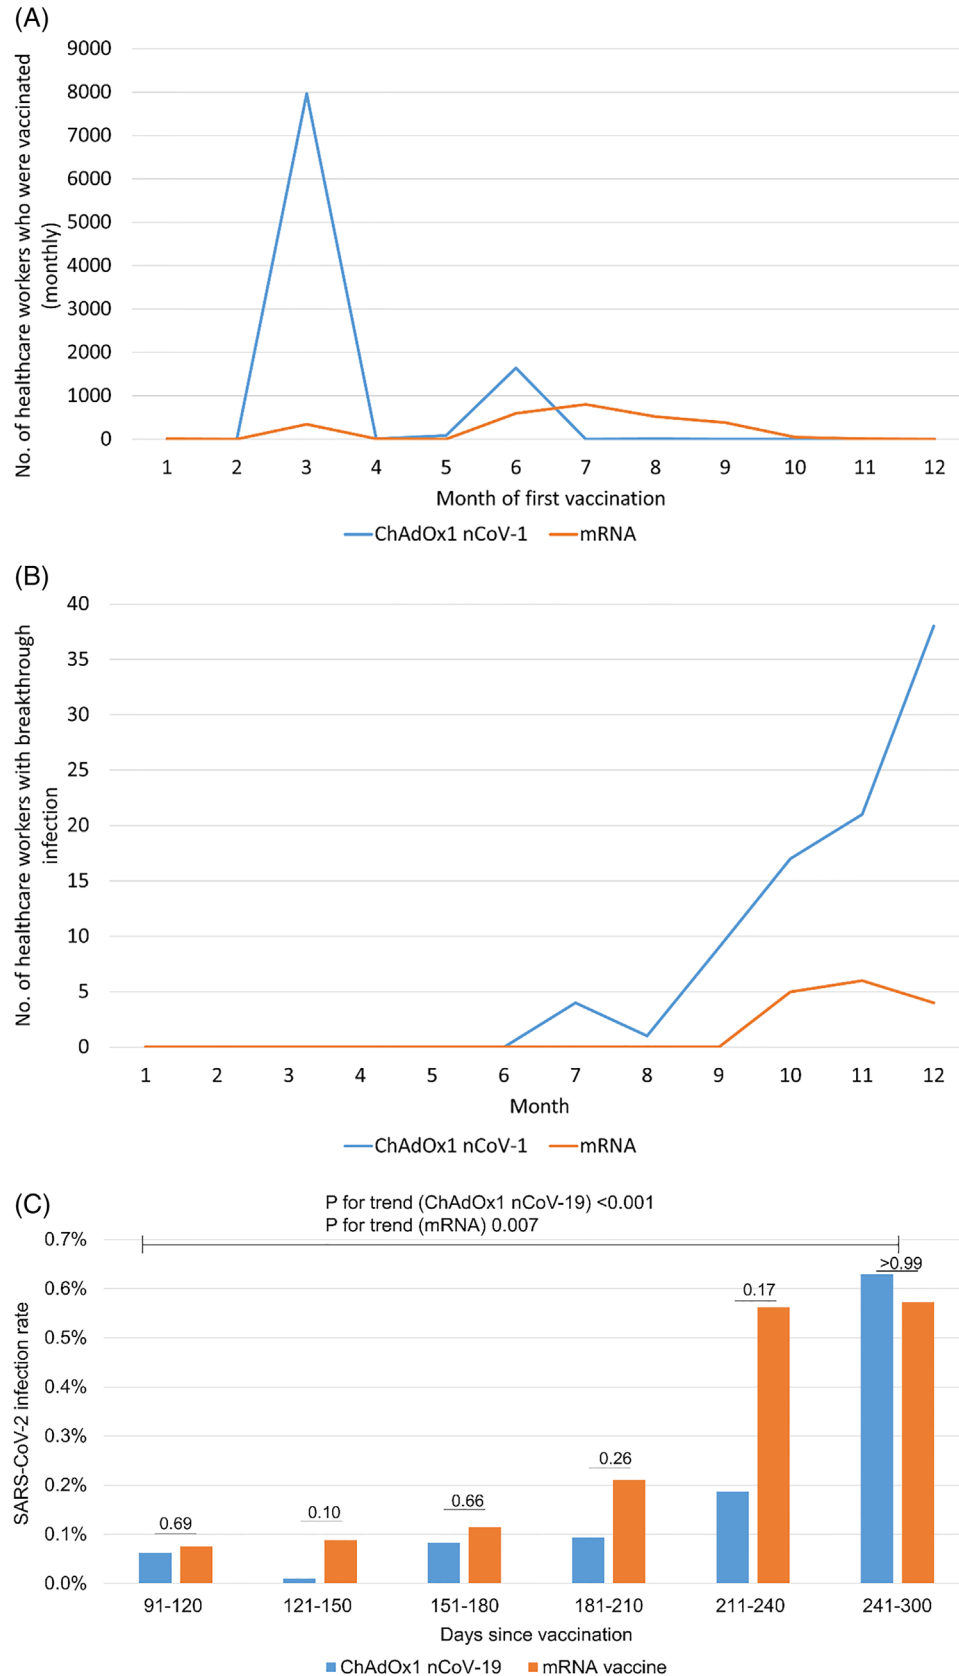 (A)
No. of healthcare workers who were vaccinated
(monthly)
9000
8000
7000
6000
5000
4000
3000
2000
1000
0
1 2 3 4 5 6 7 8 9 10 11 12
Month of first vaccination
ChAdOx1 nCoV-1 mRNA
(B)
No. of healthcare workers with breakthrough
infection
40
35
30
25
20
15
10
5
0
1 2 3 4 5 6 7 8 9 10 11 12
Month
ChAdOx1 nCoV-1 mRNA
(C)
P for trend (ChAdOx1 nCoV-19) <0.001
P for trend (mRNA) 0.007
SARS-CoV-2 infection rate
0.7%
0.6%
0.5%
0.4%
0.3%
0.2%
0.1%
0.0%
0.69
0.10
0.66
0.26
0.17
>0.99
91-120 121-150 151-180 181-210 211-240 241-300
Days since vaccination
ChAdOx1 nCoV-19 mRNA vaccine